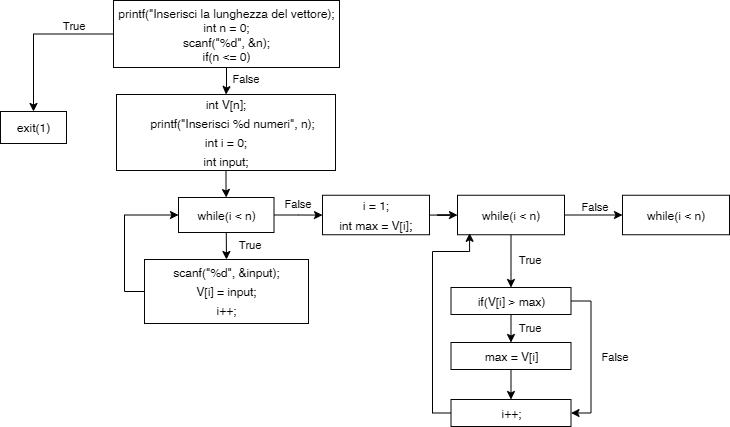 printf("Inserisci la lunghezza del vettore);
int n = 0;
scanf("%d", &n);
if(n <= 0)
True
False
exit(1)
int V[n];
printf("Inserisci %d numeri", n);
int i = 0;
int input;
while(i < n)
False
True
scanf("%d", &input);
V[i] = input;
i++;
i = 1;
int max = V[i];
while(i < n)
False
while(i < n)
True
if(V[i] > max)
True
False
max = V[i]
i++;